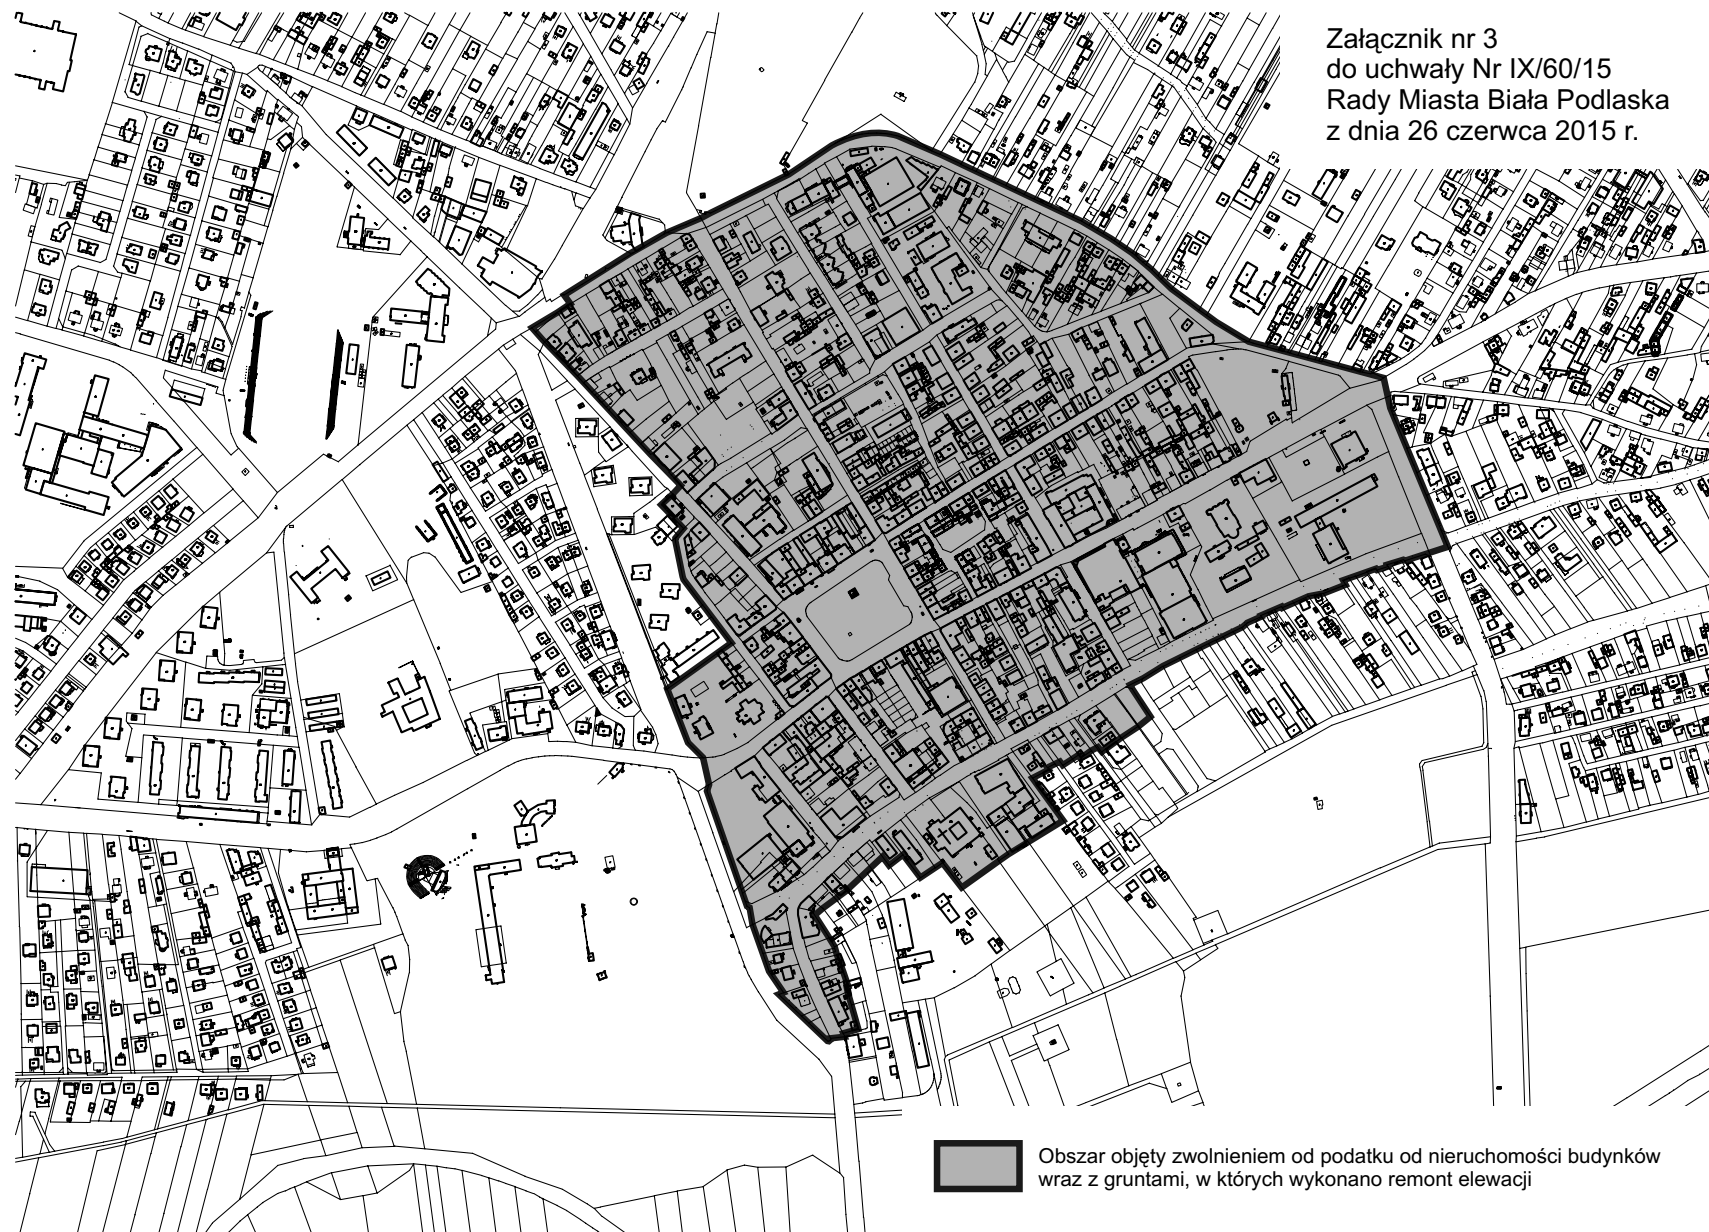 Załącznik nr 3
do uchwały Nr IX/60/15
Rady Miasta Biała Podlaska
z dnia 26 czerwca 2015 r.
Obszar objęty zwolnieniem od podatku od nieruchomości budynków
wraz z gruntami, w których wykonano remont elewacji